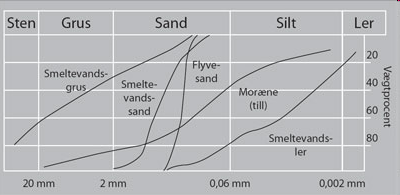 Sten Grus Sand Silt Ler
20
40
60
80
Vægtprocent
Smeltevands-
grus
Smelte-
vands-
sand
Flyve-
sand
Moræne
(till)
Smeltevands-
ler
20 mm 2 mm 0,06 mm 0,002 mm